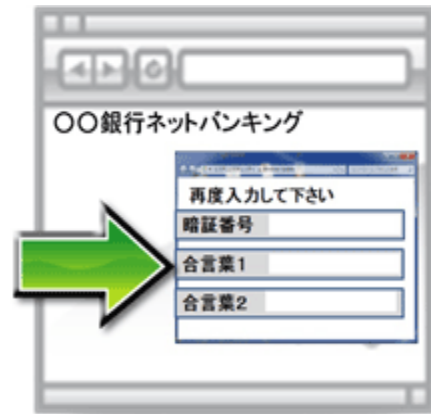 〇〇銀行ネットバンキング
再度入力して下さい
暗証番号
合言葉1
合言葉2